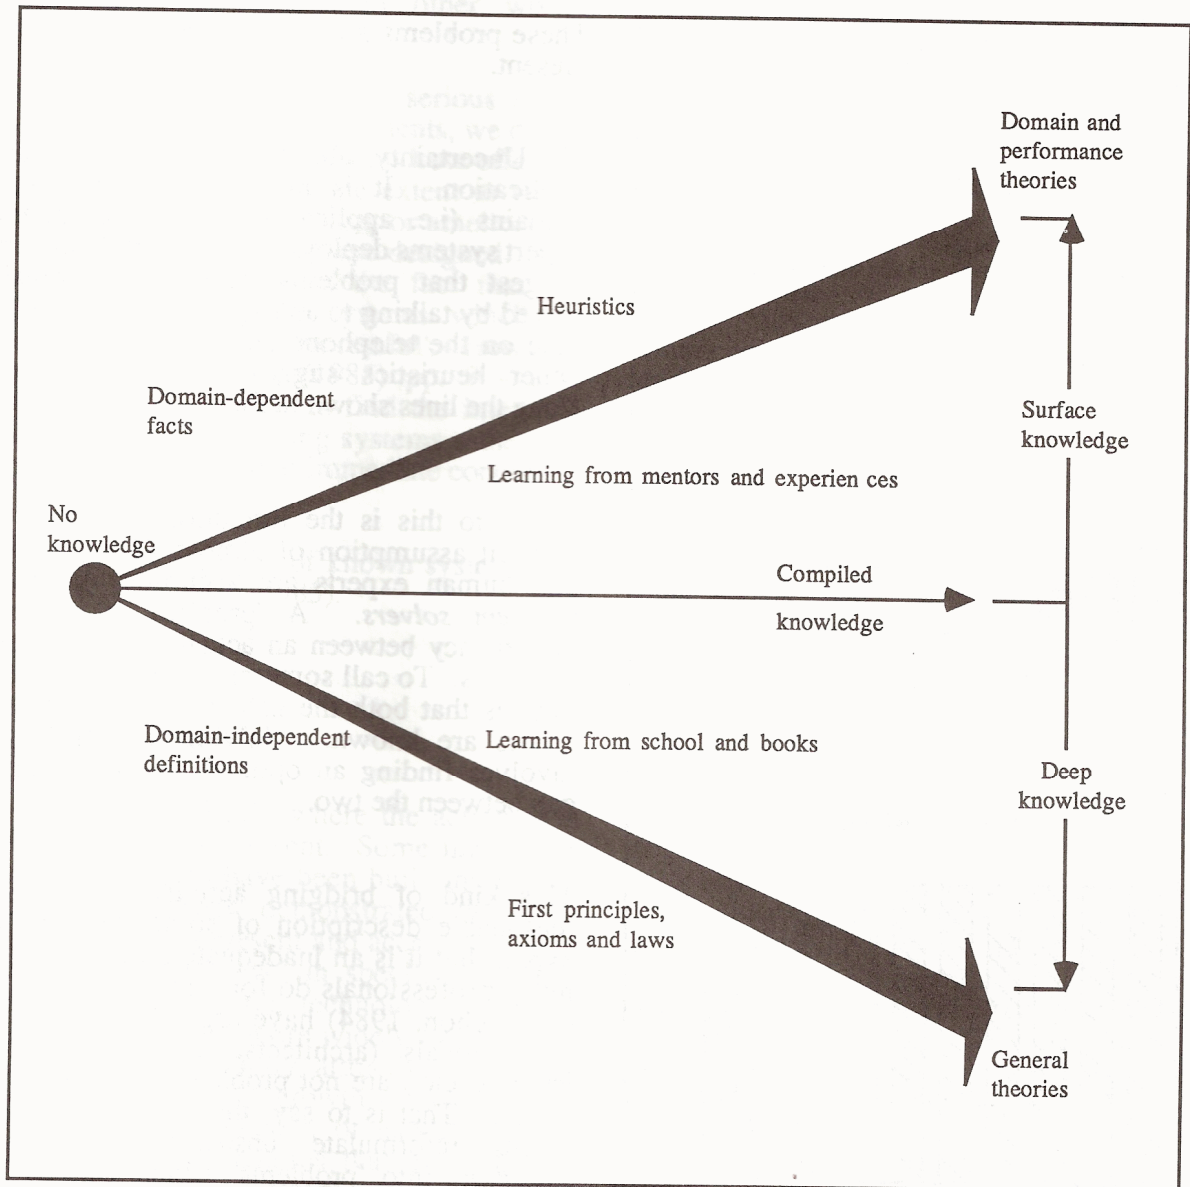 Domain and
performance
theories
Heuristics
Domain-dependent
facts
Surface
knowledge
Learning from mentors and experien ces
No
knowledge
Compiled
knowledge
Domain-independent
definitions
Learning from school and books
Deep
knowledge
First principles,
axioms and laws
General
theories